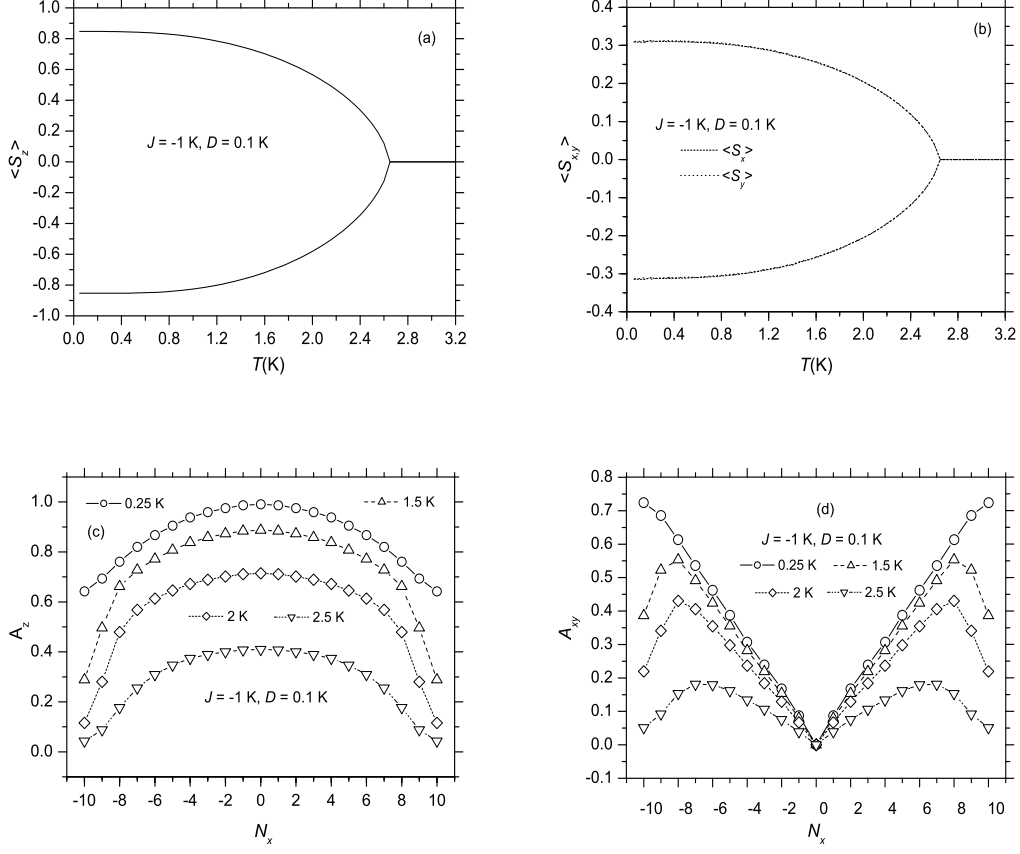 1.0
0.8
0.6
0.4
0.2
0.0
-0.2
-0.4
-0.6
-0.8
-1.0
<S_z>
(a)
J = -1 K, D = 0.1 K
0.0 0.4 0.8 1.2 1.6 2.0 2.4 2.8 3.2
T(K)
0.4
0.3
0.2
0.1
0.0
-0.1
-0.2
-0.3
-0.4
<S_x,y>
(b)
J = -1 K, D = 0.1 K
<S_x>
<S_y>
0.0 0.4 0.8 1.2 1.6 2.0 2.4 2.8 3.2
T(K)
1.0
0.8
0.6
0.4
0.2
0.0
A_z
0.25 K 1.5 K
(c)
2 K 2.5 K
J = -1 K, D = 0.1 K
-10 -8 -6 -4 -2 0 2 4 6 8 10
N_x
0.8
0.7
0.6
0.5
0.4
0.3
0.2
0.1
0.0
-0.1
A_xy
(d)
J = -1 K, D = 0.1 K
0.25 K 1.5 K
2 K 2.5 K
-10 -8 -6 -4 -2 0 2 4 6 8 10
N_x